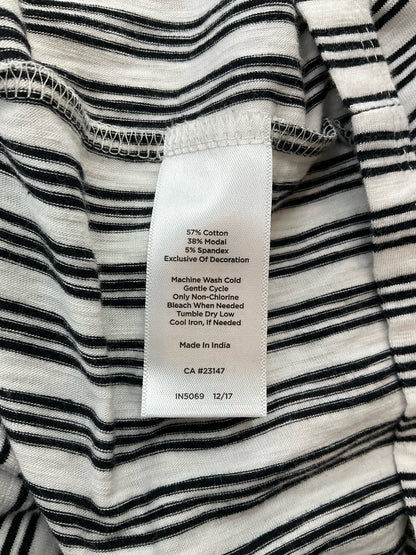 57% Cotton
38% Modal
5% Spandex
Exclusive Of Decoration
Machine Wash Cold
Gentle Cycle
Only Non-Chlorine
Bleach When Needed
Tumble Dry Low
Cool Iron, If Needed
Made In India
CA #23147
IN5069 12/17